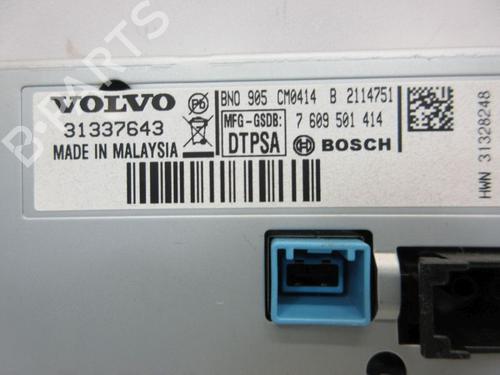 VOLVO
31337643
MADE IN MALAYSIA
Pb
BNO 905 CM0414 B 2114751
MFG-GSDB:
DTPSA
7 609 501 414
BOSCH
HWN 31328248
B-PARTS